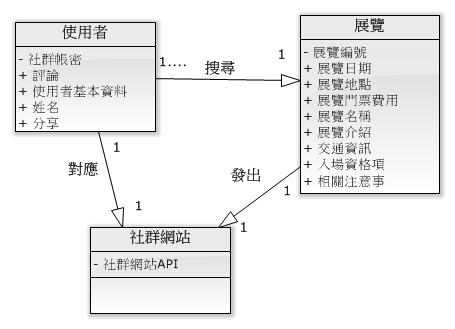 使用者
- 社群帳密
+ 評論
+ 使用者基本資料
+ 姓名
+ 分享
1....
搜尋
1
展覽
- 展覽編號
+ 展覽日期
+ 展覽地點
+ 展覽門票費用
+ 展覽名稱
+ 展覽介紹
+ 交通資訊
+ 入場資格項
+ 相關注意事
1
對應
1
發出
1
1
社群網站
- 社群網站API